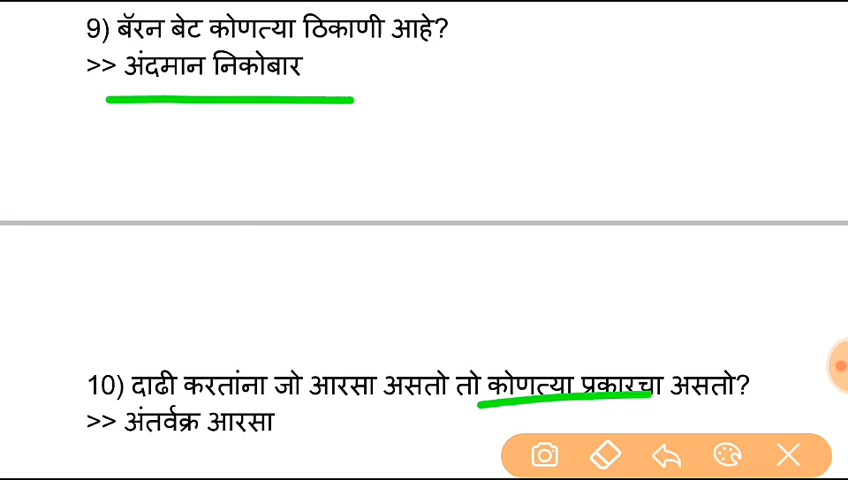 9) बॅरन बेट कोणत्या ठिकाणी आहे?
>> अंदमान निकोबार
10) दाढी करतांना जो आरसा असतो तो कोणत्या प्रकारचा असतो?
>> अंतर्वक्र आरसा